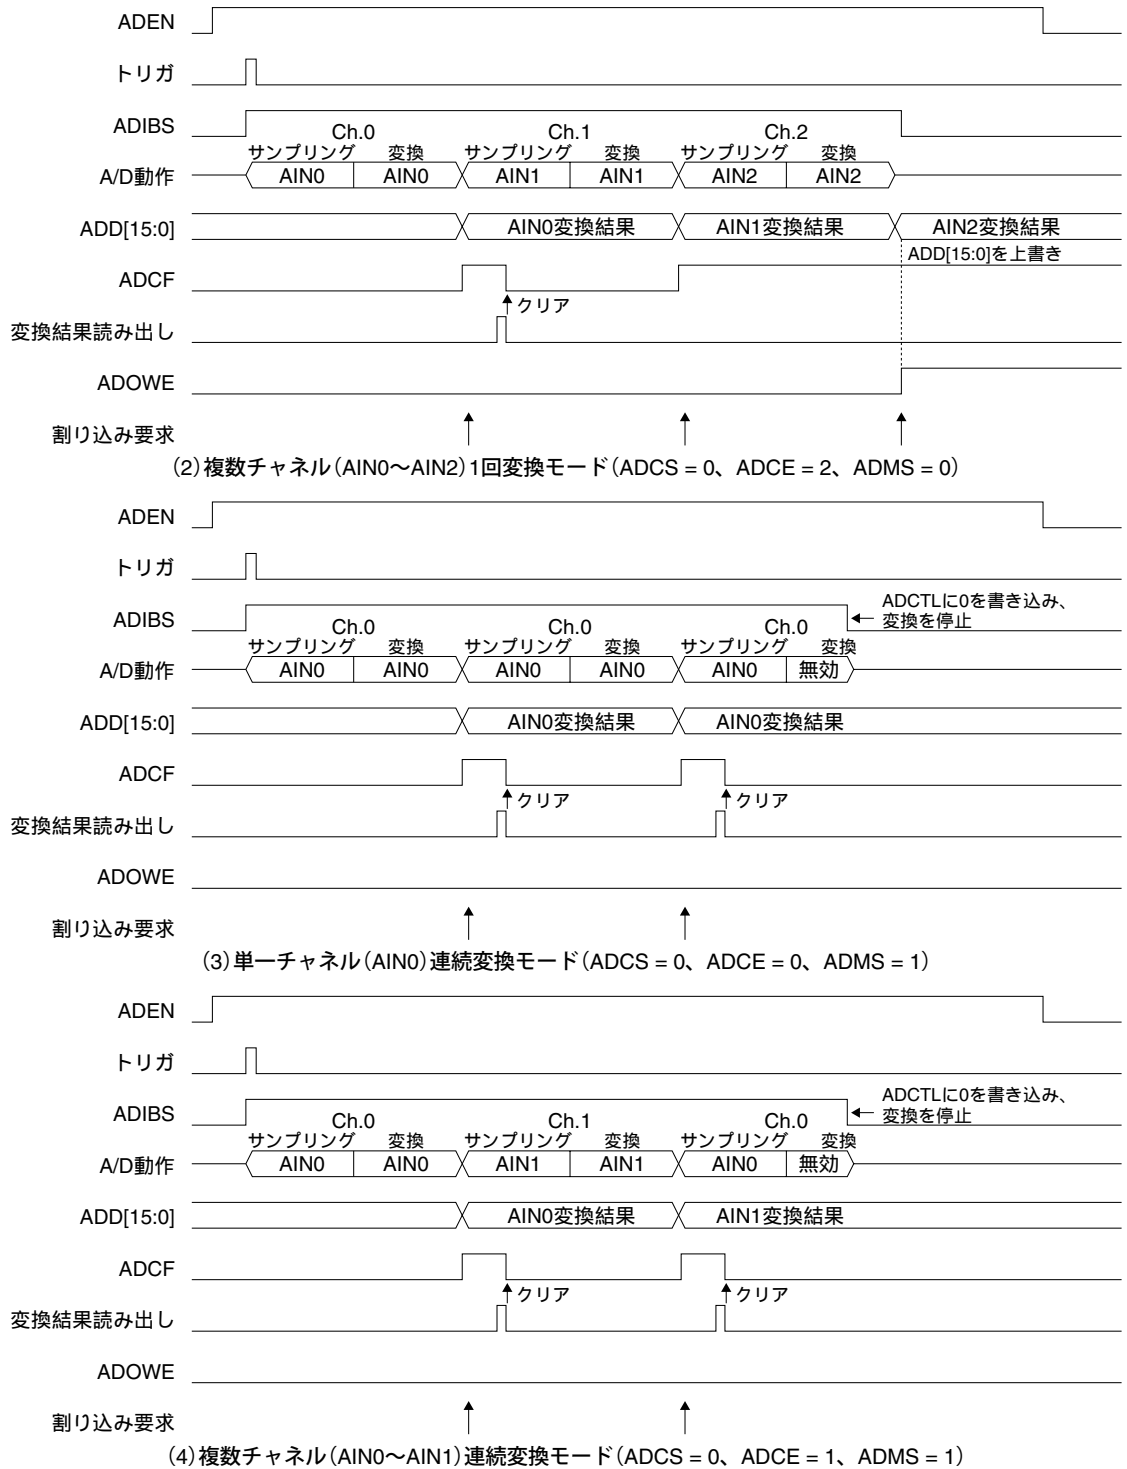 ADEN
トリガ
ADIBS
Ch.0 Ch.1 Ch.2
サンプリング 変換 サンプリング 変換 サンプリング 変換
A/D動作 AIN0 AIN0 AIN1 AIN1 AIN2 AIN2
ADD[15:0] AIN0変換結果 AIN1変換結果 AIN2変換結果
ADD[15:0]を上書き
ADCF
クリア
変換結果読み出し
ADOWE
割り込み要求
(2)複数チャネル(AIN0～AIN2)1回変換モード(ADCS = 0、ADCE = 2、ADMS = 0)
ADEN
トリガ
ADCTLに0を書き込み、
ADIBS 変換を停止
Ch.0 Ch.0 Ch.0
サンプリング 変換 サンプリング 変換 サンプリング 変換
A/D動作 AIN0 AIN0 AIN0 AIN0 AIN0 無効
ADD[15:0] AIN0変換結果 AIN0変換結果
ADCF
クリア クリア
変換結果読み出し
ADOWE
割り込み要求
(3)単一チャネル(AIN0)連続変換モード(ADCS = 0、ADCE = 0、ADMS = 1)
ADEN
トリガ
ADCTLに0を書き込み、
ADIBS 変換を停止
Ch.0 Ch.1 Ch.0
サンプリング 変換 サンプリング 変換 サンプリング 変換
A/D動作 AIN0 AIN0 AIN1 AIN1 AIN0 無効
ADD[15:0] AIN0変換結果 AIN1変換結果
ADCF
クリア クリア
変換結果読み出し
ADOWE
割り込み要求
(4)複数チャネル(AIN0～AIN1)連続変換モード(ADCS = 0、ADCE = 1、ADMS = 1)